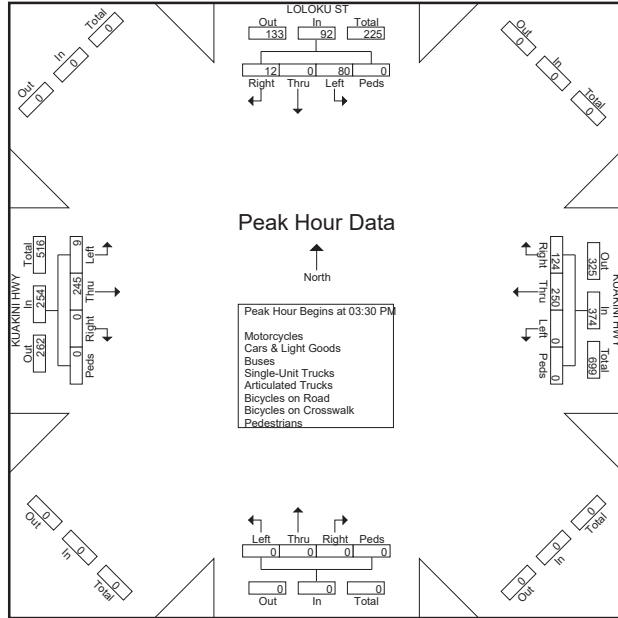 LOLOKU ST
Out In Total
133 92 225
12 0 80 0
Right Thru Left Peds
Out In Total
0 0 0
Out In Total
0 0 0
KUAKINI HWY
Total In Out
516 254 262
9 245 0 0
Left Thru Right Peds
Peak Hour Data
North
Peak Hour Begins at 03:30 PM
Motorcycles
Cars & Light Goods
Buses
Single-Unit Trucks
Articulated Trucks
Bicycles on Road
Bicycles on Crosswalk
Pedestrians
Right Thru Left Peds
124 250 0 0
Out In Total
325 374 699
KUAKINI HWY
Out In Total
0 0 0
Left Thru Right Peds
0 0 0 0
0 0 0
Out In Total
Out In Total
0 0 0